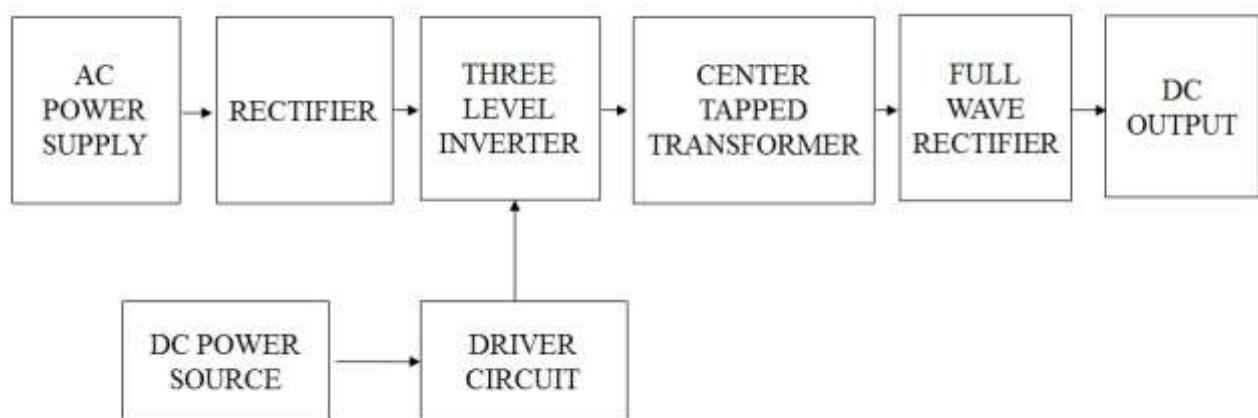 AC
POWER
SUPPLY
RECTIFIER
THREE
LEVEL
INVERTER
CENTER
TAPPED
TRANSFORMER
FULL
WAVE
RECTIFIER
DC
OUTPUT
DC POWER
SOURCE
DRIVER
CIRCUIT